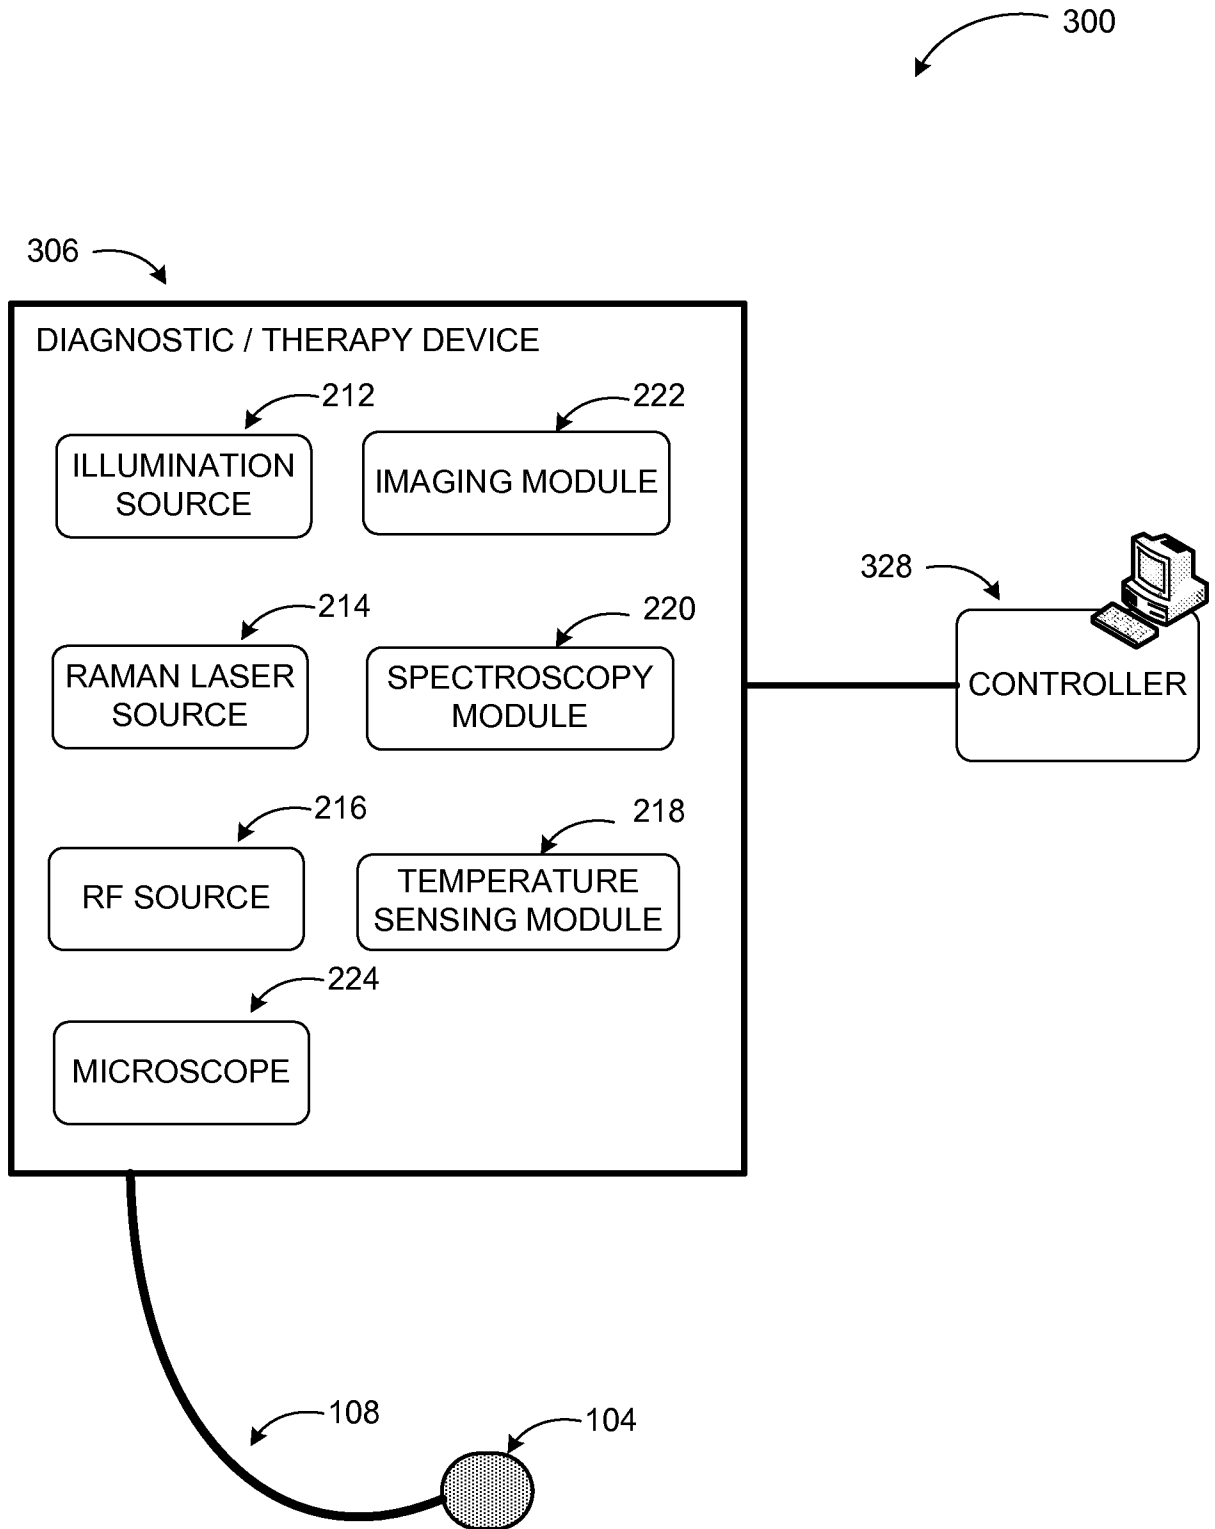 300
306
DIAGNOSTIC / THERAPY DEVICE
212
222
ILLUMINATION
SOURCE
IMAGING MODULE
328
214
220
RAMAN LASER
SOURCE
SPECTROSCOPY
MODULE
CONTROLLER
216
218
RF SOURCE
TEMPERATURE
SENSING MODULE
224
MICROSCOPE
108
104